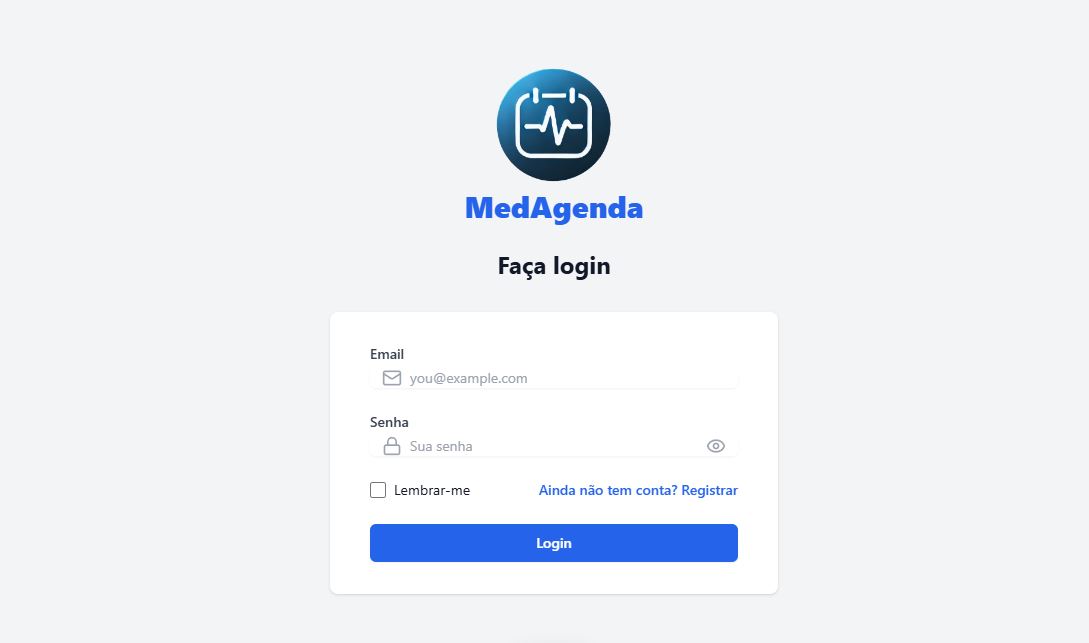 MedAgenda
Faça login
Email
you@example.com
Senha
Sua senha
Lembrar-me
Ainda não tem conta? Registrar
Login